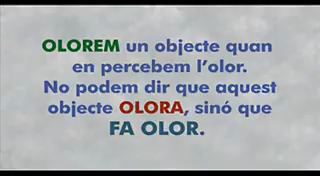 OLOREM un objecte quan
en percebem l'olor.
No podem dir que aquest
objecte OLORA, sinó que
FA OLOR.